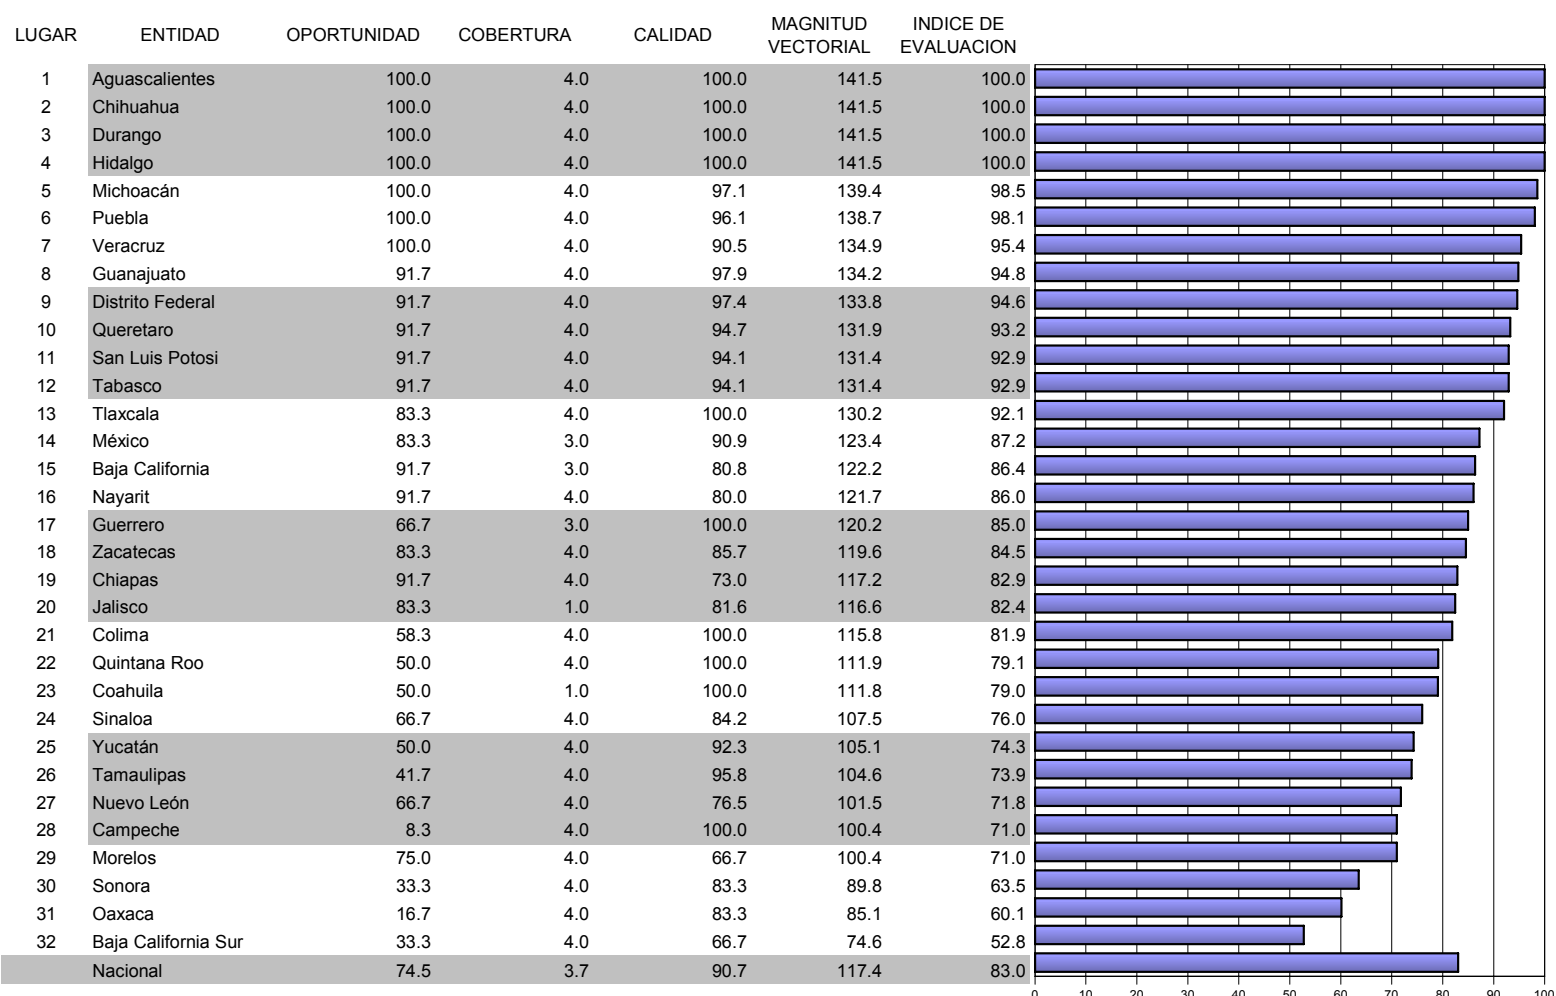 LUGAR ENTIDAD OPORTUNIDAD COBERTURA CALIDAD MAGNITUD VECTORIAL INDICE DE EVALUACION
1 Aguascalientes 100.0 4.0 100.0 141.5 100.0
2 Chihuahua 100.0 4.0 100.0 141.5 100.0
3 Durango 100.0 4.0 100.0 141.5 100.0
4 Hidalgo 100.0 4.0 100.0 141.5 100.0
5 Michoacán 100.0 4.0 97.1 139.4 98.5
6 Puebla 100.0 4.0 96.1 138.7 98.1
7 Veracruz 100.0 4.0 90.5 134.9 95.4
8 Guanajuato 91.7 4.0 97.9 134.2 94.8
9 Distrito Federal 91.7 4.0 97.4 133.8 94.6
10 Queretaro 91.7 4.0 94.7 131.9 93.2
11 San Luis Potosi 91.7 4.0 94.1 131.4 92.9
12 Tabasco 91.7 4.0 94.1 131.4 92.9
13 Tlaxcala 83.3 4.0 100.0 130.2 92.1
14 México 83.3 3.0 90.9 123.4 87.2
15 Baja California 91.7 3.0 80.8 122.2 86.4
16 Nayarit 91.7 4.0 80.0 121.7 86.0
17 Guerrero 66.7 3.0 100.0 120.2 85.0
18 Zacatecas 83.3 4.0 85.7 119.6 84.5
19 Chiapas 91.7 4.0 73.0 117.2 82.9
20 Jalisco 83.3 1.0 81.6 116.6 82.4
21 Colima 58.3 4.0 100.0 115.8 81.9
22 Quintana Roo 50.0 4.0 100.0 111.9 79.1
23 Coahuila 50.0 1.0 100.0 111.8 79.0
24 Sinaloa 66.7 4.0 84.2 107.5 76.0
25 Yucatán 50.0 4.0 92.3 105.1 74.3
26 Tamaulipas 41.7 4.0 95.8 104.6 73.9
27 Nuevo León 66.7 4.0 76.5 101.5 71.8
28 Campeche 8.3 4.0 100.0 100.4 71.0
29 Morelos 75.0 4.0 66.7 100.4 71.0
30 Sonora 33.3 4.0 83.3 89.8 63.5
31 Oaxaca 16.7 4.0 83.3 85.1 60.1
32 Baja California Sur 33.3 4.0 66.7 74.6 52.8
Nacional 74.5 3.7 90.7 117.4 83.0
0 10 20 30 40 50 60 70 80 90 100